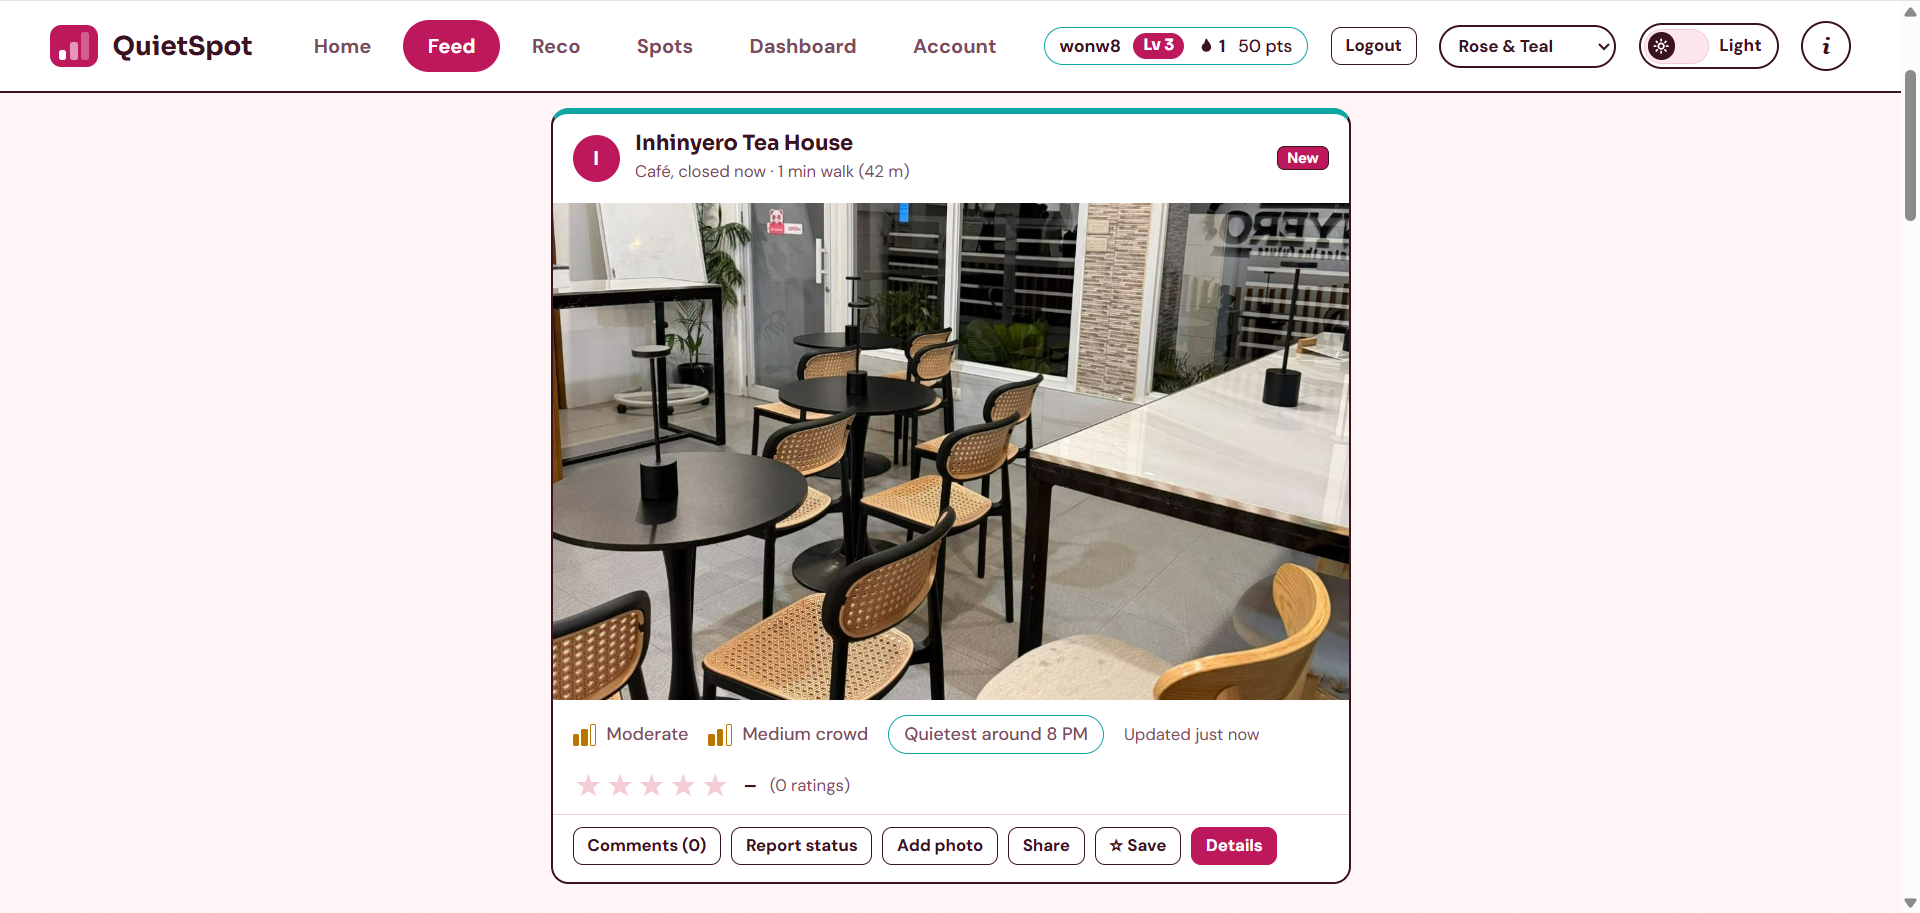 QuietSpot
Home
Feed
Reco
Spots
Dashboard
Account
wonw8 Lv 3 1 50 pts
Logout
Rose & Teal
Light
i
I
Inhinyero Tea House
Café, closed now · 1 min walk (42 m)
New
OPEN
NYERO
Moderate
Medium crowd
Quietest around 8 PM
Updated just now
– (0 ratings)
Comments (0)
Report status
Add photo
Share
☆ Save
Details